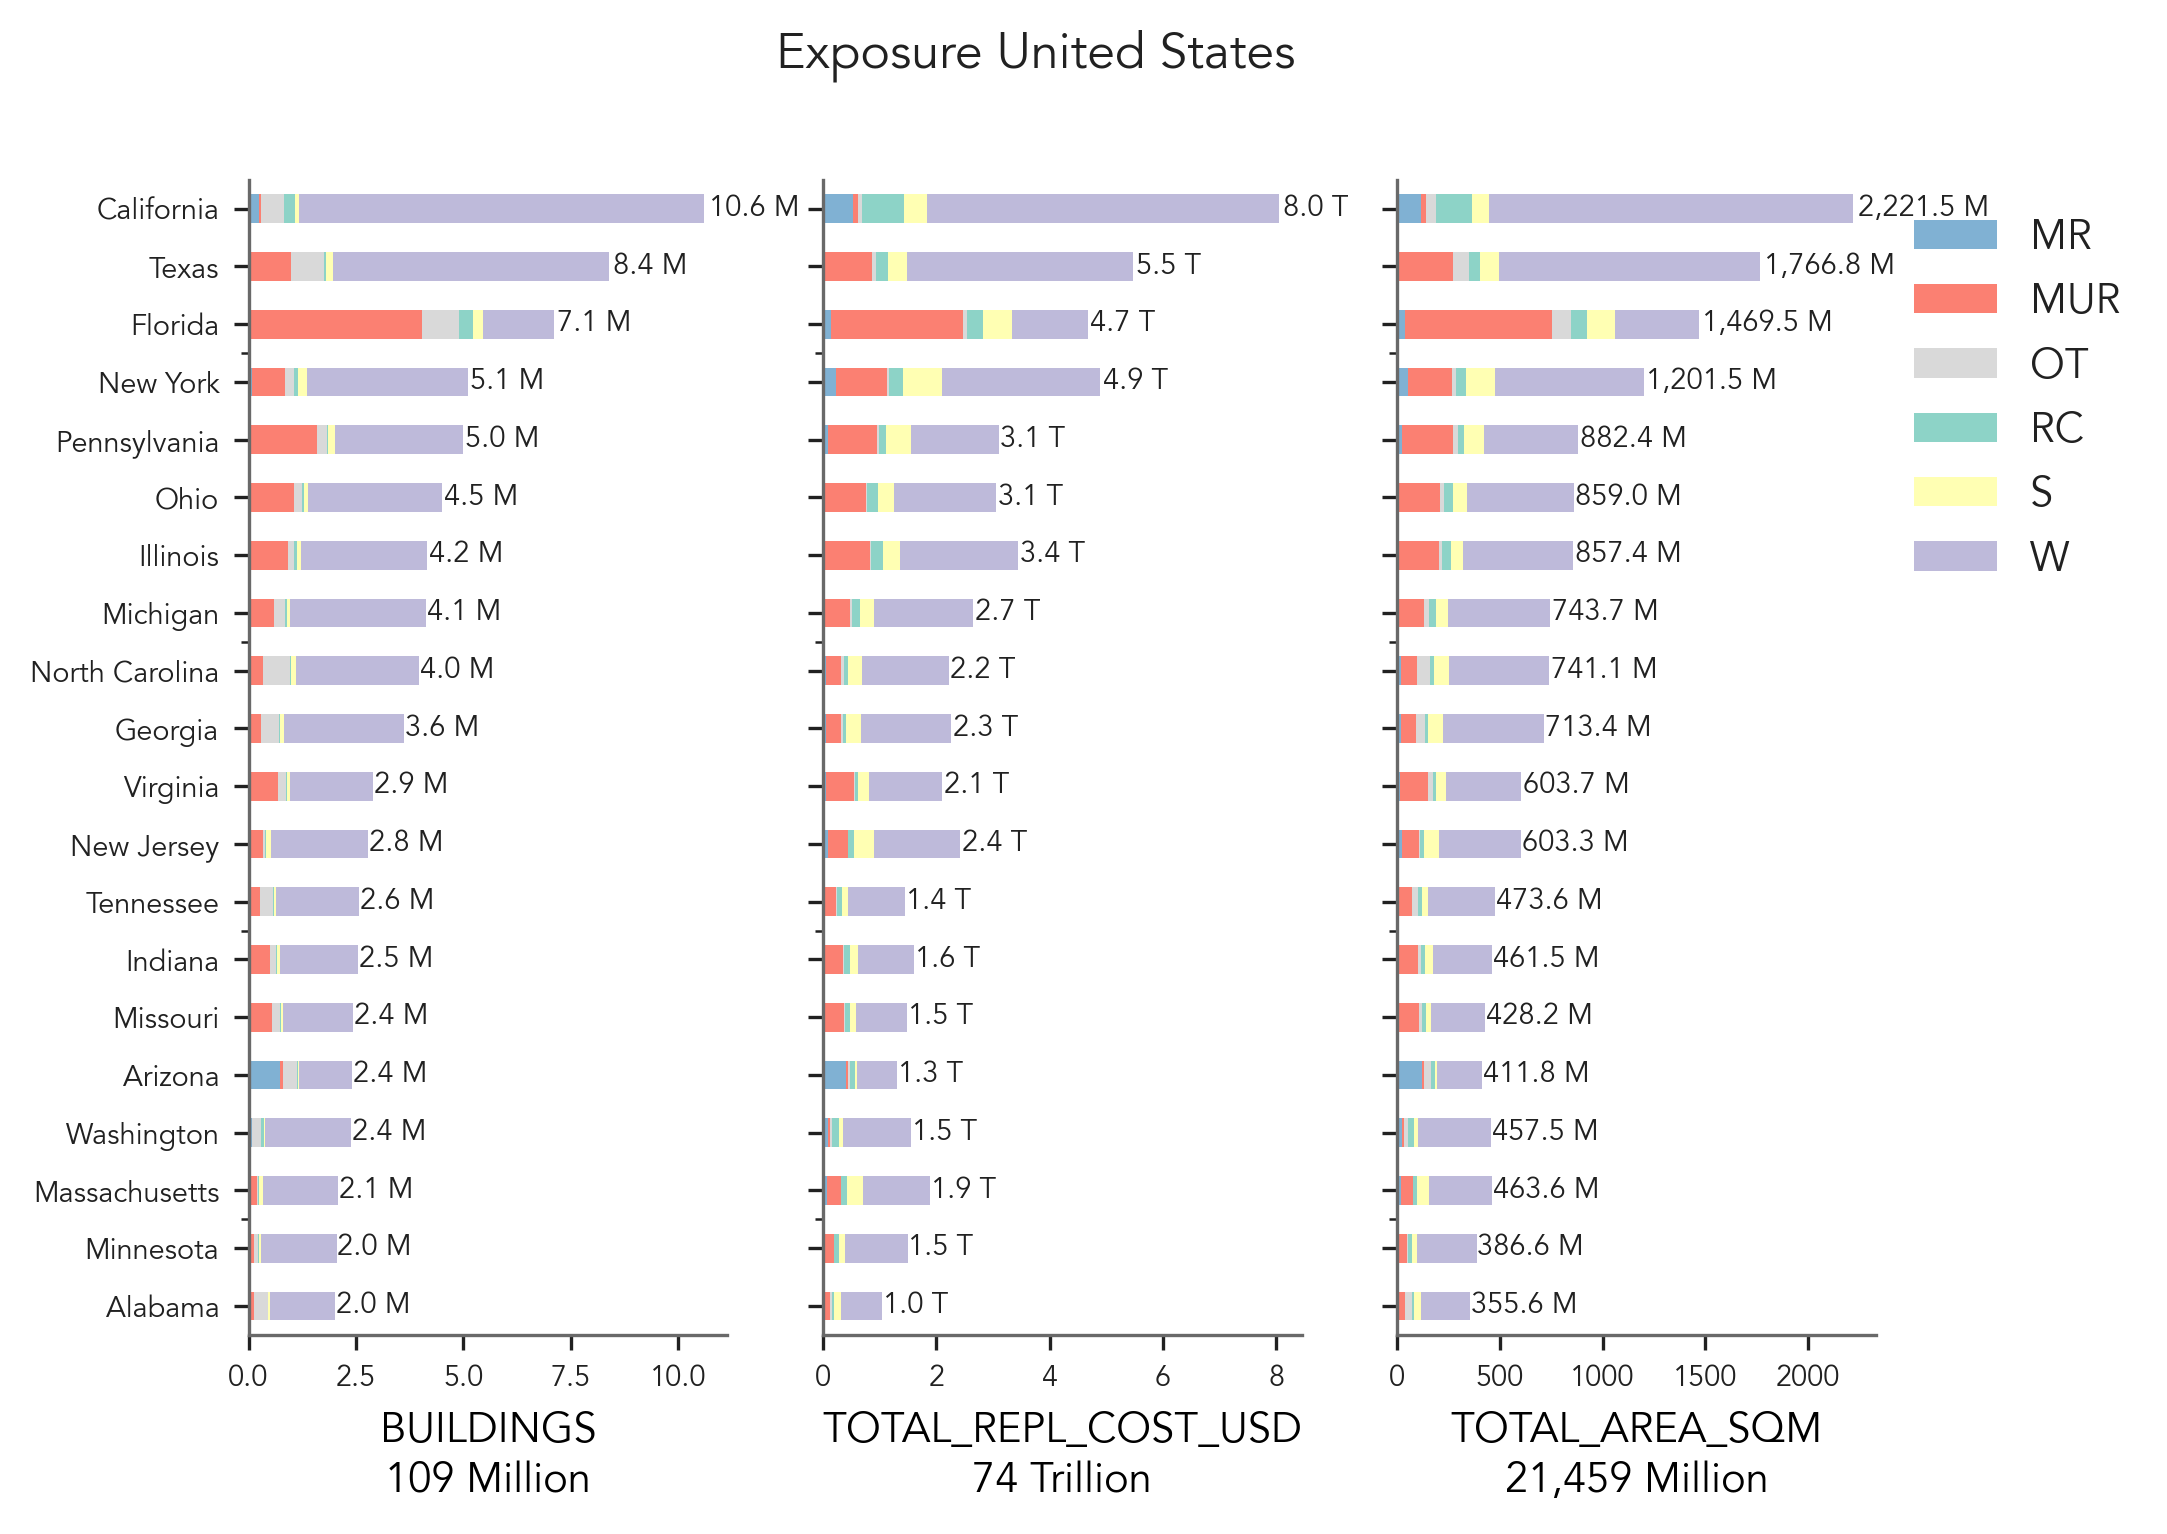 Exposure United States
California
Texas
Florida
New York
Pennsylvania
Ohio
Illinois
Michigan
North Carolina
Georgia
Virginia
New Jersey
Tennessee
Indiana
Missouri
Arizona
Washington
Massachusetts
Minnesota
Alabama
10.6 M
8.4 M
7.1 M
5.1 M
5.0 M
4.5 M
4.2 M
4.1 M
4.0 M
3.6 M
2.9 M
2.8 M
2.6 M
2.5 M
2.4 M
2.4 M
2.4 M
2.1 M
2.0 M
2.0 M
0.0 2.5 5.0 7.5 10.0
BUILDINGS
109 Million
8.0 T
5.5 T
4.7 T
4.9 T
3.1 T
3.1 T
3.4 T
2.7 T
2.2 T
2.3 T
2.1 T
2.4 T
1.4 T
1.6 T
1.5 T
1.3 T
1.5 T
1.9 T
1.5 T
1.0 T
0 2 4 6 8
TOTAL_REPL_COST_USD
74 Trillion
2,221.5 M
1,766.8 M
1,469.5 M
1,201.5 M
882.4 M
859.0 M
857.4 M
743.7 M
741.1 M
713.4 M
603.7 M
603.3 M
473.6 M
461.5 M
428.2 M
411.8 M
457.5 M
463.6 M
386.6 M
355.6 M
0 500 1000 1500 2000
TOTAL_AREA_SQM
21,459 Million
MR
MUR
OT
RC
S
W